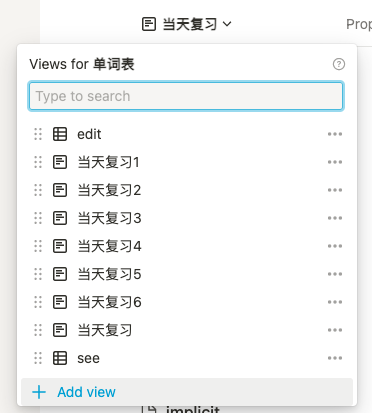 当天复习
Prop
Views for 单词表
Type to search
edit
当天复习1
当天复习2
当天复习3
当天复习4
当天复习5
当天复习6
当天复习
see
Add view
implicit